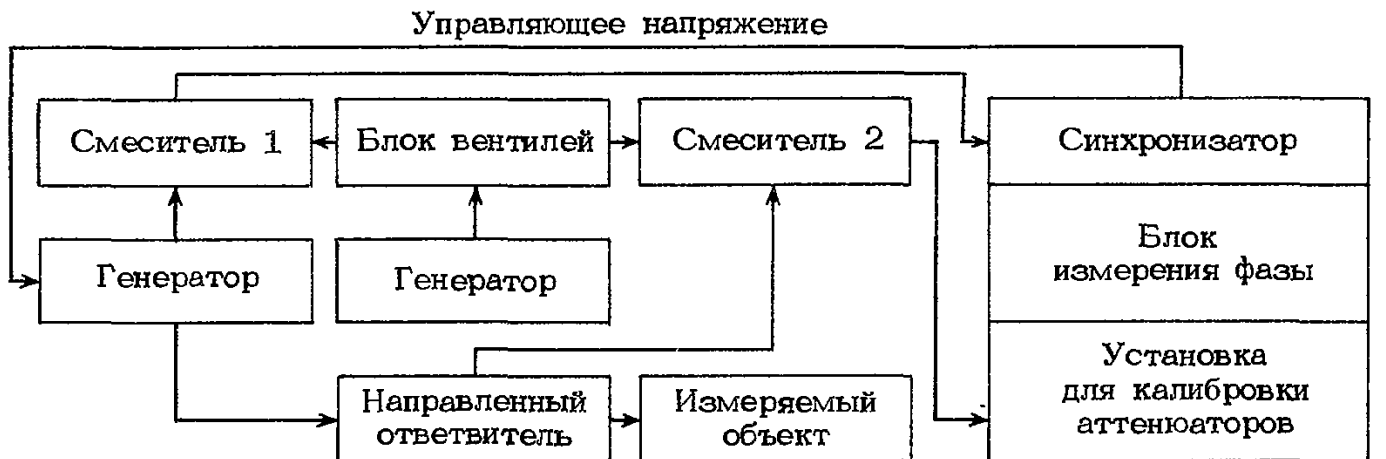 Управляющее напряжение
Смеситель 1
Блок вентилей
Смеситель 2
Синхронизатор
Генератор
Генератор
Блок
измерения фазы
Направленный
ответвитель
Измеряемый
объект
Установка
для калибровки
аттенюаторов